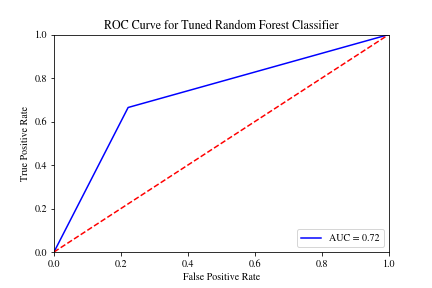 ROC Curve for Tuned Random Forest Classifier
1.0
0.8
0.6
0.4
0.2
0.0
True Positive Rate
0.0 0.2 0.4 0.6 0.8 1.0
False Positive Rate
AUC = 0.72